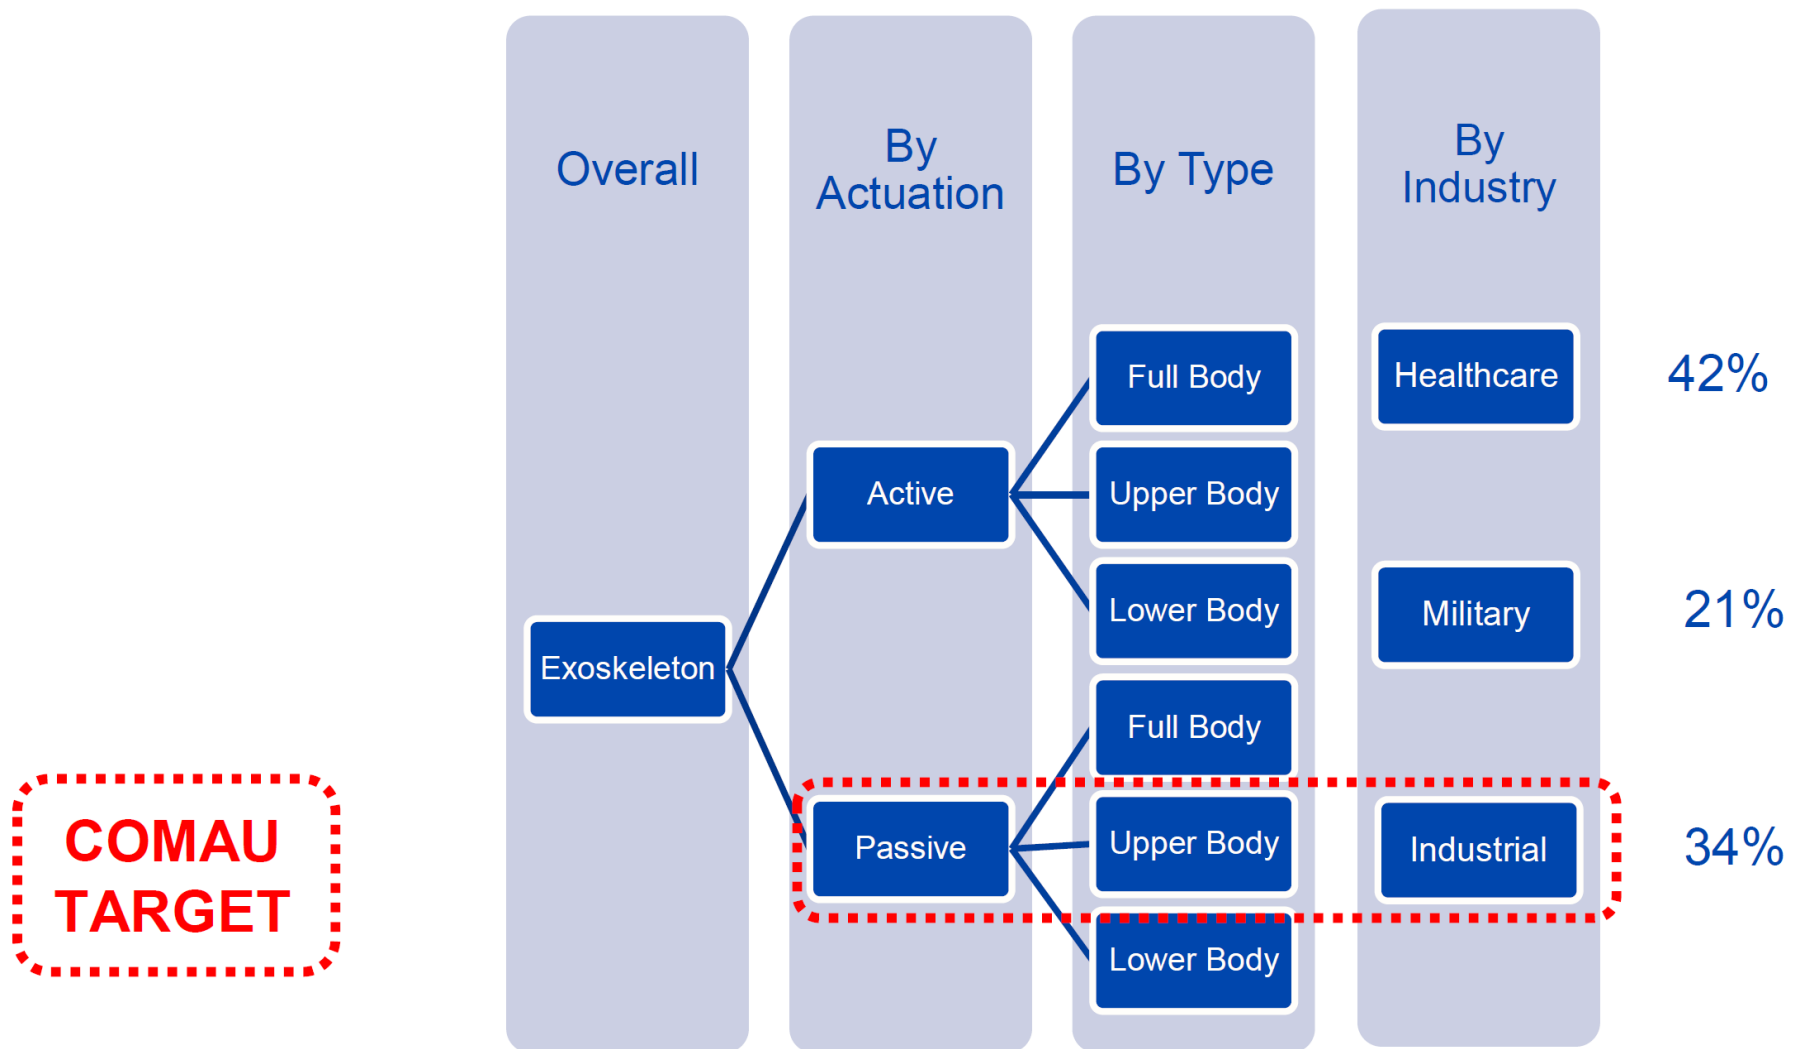 Overall
By
Actuation
By Type
By
Industry
Full Body
Healthcare
42%
Active
Upper Body
Lower Body
Military
21%
Exoskeleton
Full Body
COMAU
TARGET
Passive
Upper Body
Industrial
34%
Lower Body